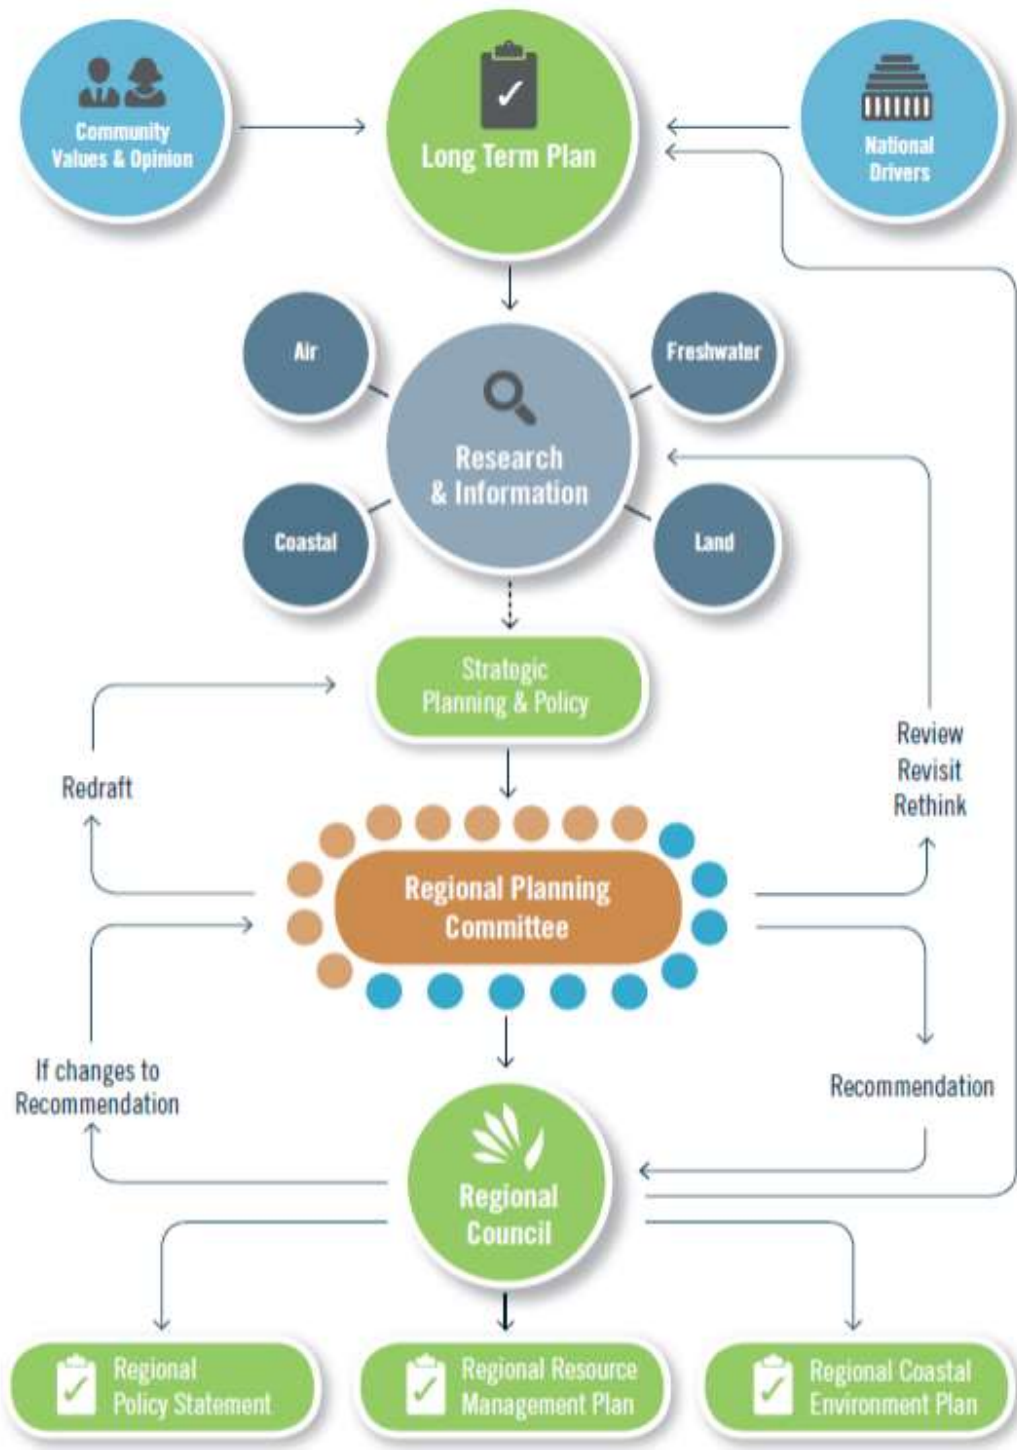 Community
Values & Opinion
Long Term Plan
National
Drivers
Air
Freshwater
Research
& Information
Coastal
Land
Strategic
Planning & Policy
Redraft
Review
Revisit
Rethink
Regional Planning
Committee
If changes to
Recommendation
Recommendation
Regional
Council
Regional
Policy Statement
Regional Resource
Management Plan
Regional Coastal
Environment Plan